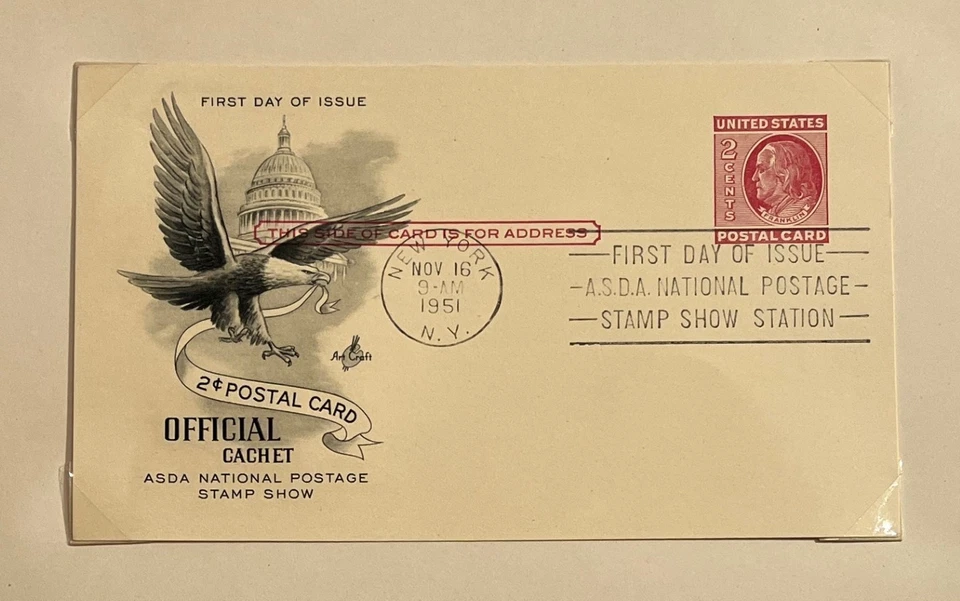 FIRST DAY OF ISSUE
UNITED STATES
2 CENTS
FRANKLIN
POSTAL CARD
THIS SIDE OF CARD IS FOR ADDRESS
NEW YORK
NOV 16
9-AM
1951
N.Y.
FIRST DAY OF ISSUE
A.S.D.A. NATIONAL POSTAGE
STAMP SHOW STATION
Art Craft
2¢ POSTAL CARD
OFFICIAL
CACHET
ASDA NATIONAL POSTAGE
STAMP SHOW